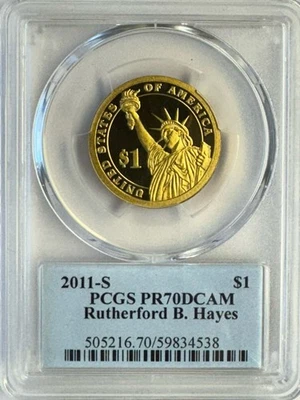 UNITED STATES OF AMERICA
$1
2011-S $1
PCGS PR70DCAM
Rutherford B. Hayes
505216.70/59834538